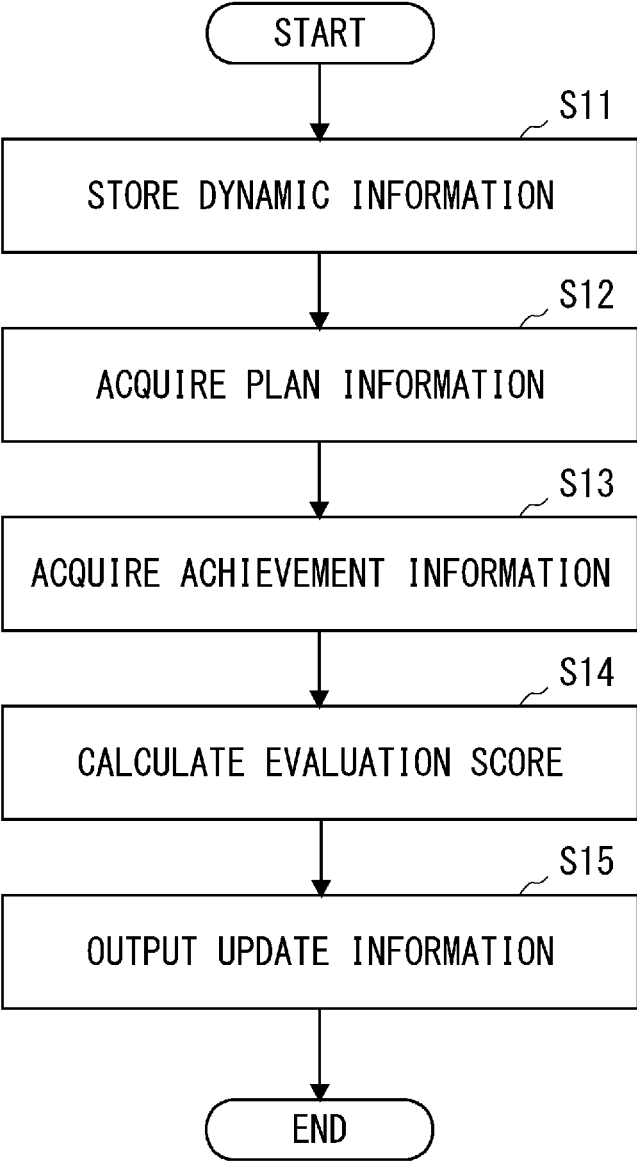 START
S11
STORE DYNAMIC INFORMATION
S12
ACQUIRE PLAN INFORMATION
S13
ACQUIRE ACHIEVEMENT INFORMATION
S14
CALCULATE EVALUATION SCORE
S15
OUTPUT UPDATE INFORMATION
END